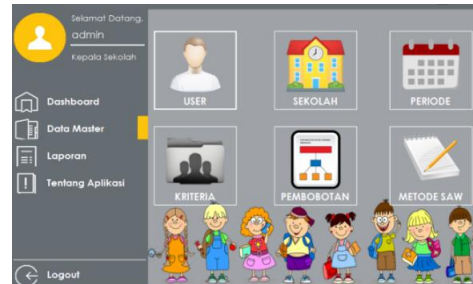 Selamat Datang,
admin
Kepala Sekolah
Dashboard
Data Master
Laporan
Tentang Aplikasi
Logout
USER
SEKOLAH
PERIODE
KRITERIA
PEMBOBOTAN
METODE SAW